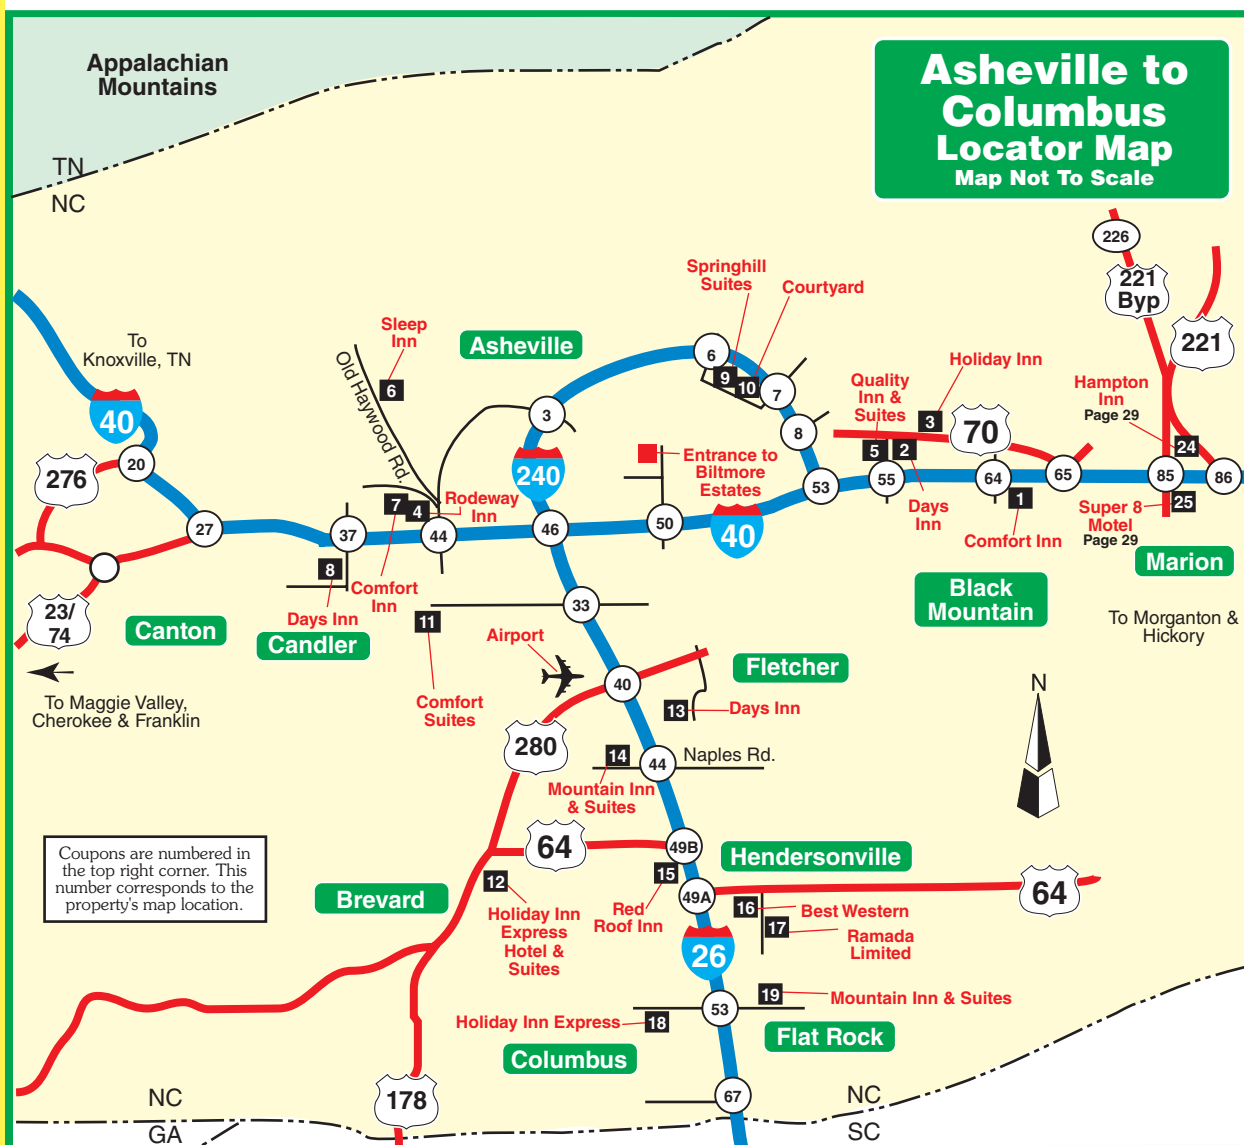 Appalachian
Mountains
Asheville to
Columbus
Locator Map
Map Not To Scale
TN
NC
226
221
Byp
221
Springhill
Suites
Courtyard
To
Knoxville, TN
Sleep
Inn
Asheville
6
9
10
7
Holiday Inn
Quality
Inn &
Suites
Hampton
Inn
Page 29
Old Haywood Rd.
6
40
3
8
3
70
5
2
24
276
20
240
Entrance to
Biltmore
Estates
53
55
64
65
85
86
7
4
Rodeway
Inn
Days
Inn
1
Super 8
Motel
Page 29
25
27
37
44
46
50
40
Comfort Inn
Marion
8
Comfort
Inn
Black
Mountain
23/
74
Canton
Days Inn
Candler
11
33
To Morganton &
Hickory
Airport
Fletcher
To Maggie Valley,
Cherokee & Franklin
Comfort
Suites
40
13
Days Inn
N
280
14
44
Naples Rd.
Mountain Inn
& Suites
Coupons are numbered in
the top right corner. This
number corresponds to the
property's map location.
64
49B
Hendersonville
12
15
Brevard
49A
64
Holiday Inn
Express
Hotel &
Suites
Red
Roof Inn
16
Best Western
17
Ramada
Limited
26
19
Mountain Inn & Suites
53
Holiday Inn Express
18
Flat Rock
Columbus
178
67
NC
GA
NC
SC